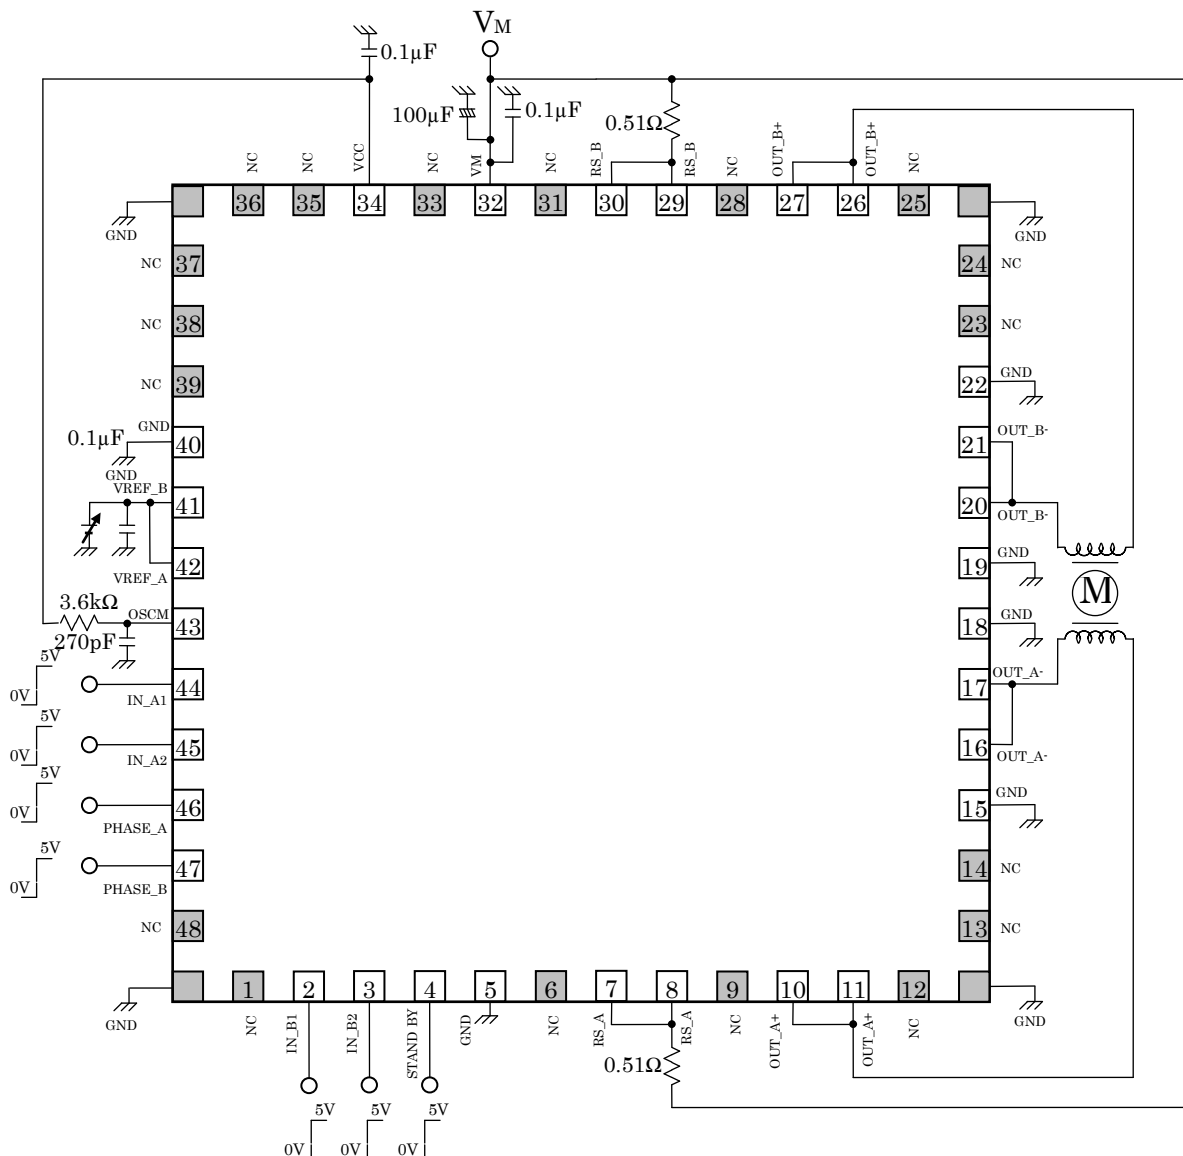 VM
0.1µF
100µF
0.1µF
0.51Ω
NC
NC
VCC
NC
VM
NC
RS_B
RS_B
NC
OUT_B+
OUT_B+
NC
36
35
34
33
32
31
30
29
28
27
26
25
GND
GND
NC
37
24
NC
NC
38
23
NC
NC
39
22
GND
GND
0.1µF
40
21
OUT_B-
GND
VREF_B
41
20
OUT_B-
42
19
GND
VREF_A
M
3.6kΩ
OSCM
43
18
GND
270pF
5V
0V
44
17
OUT_A-
IN_A1
5V
0V
45
16
OUT_A-
IN_A2
5V
0V
46
15
GND
PHASE_A
5V
0V
47
14
NC
PHASE_B
NC
48
13
NC
1
2
3
4
5
6
7
8
9
10
11
12
GND
GND
NC
IN_B1
IN_B2
STAND BY
GND
NC
RS_A
RS_A
NC
OUT_A+
OUT_A+
NC
0.51Ω
5V
5V
5V
0V
0V
0V